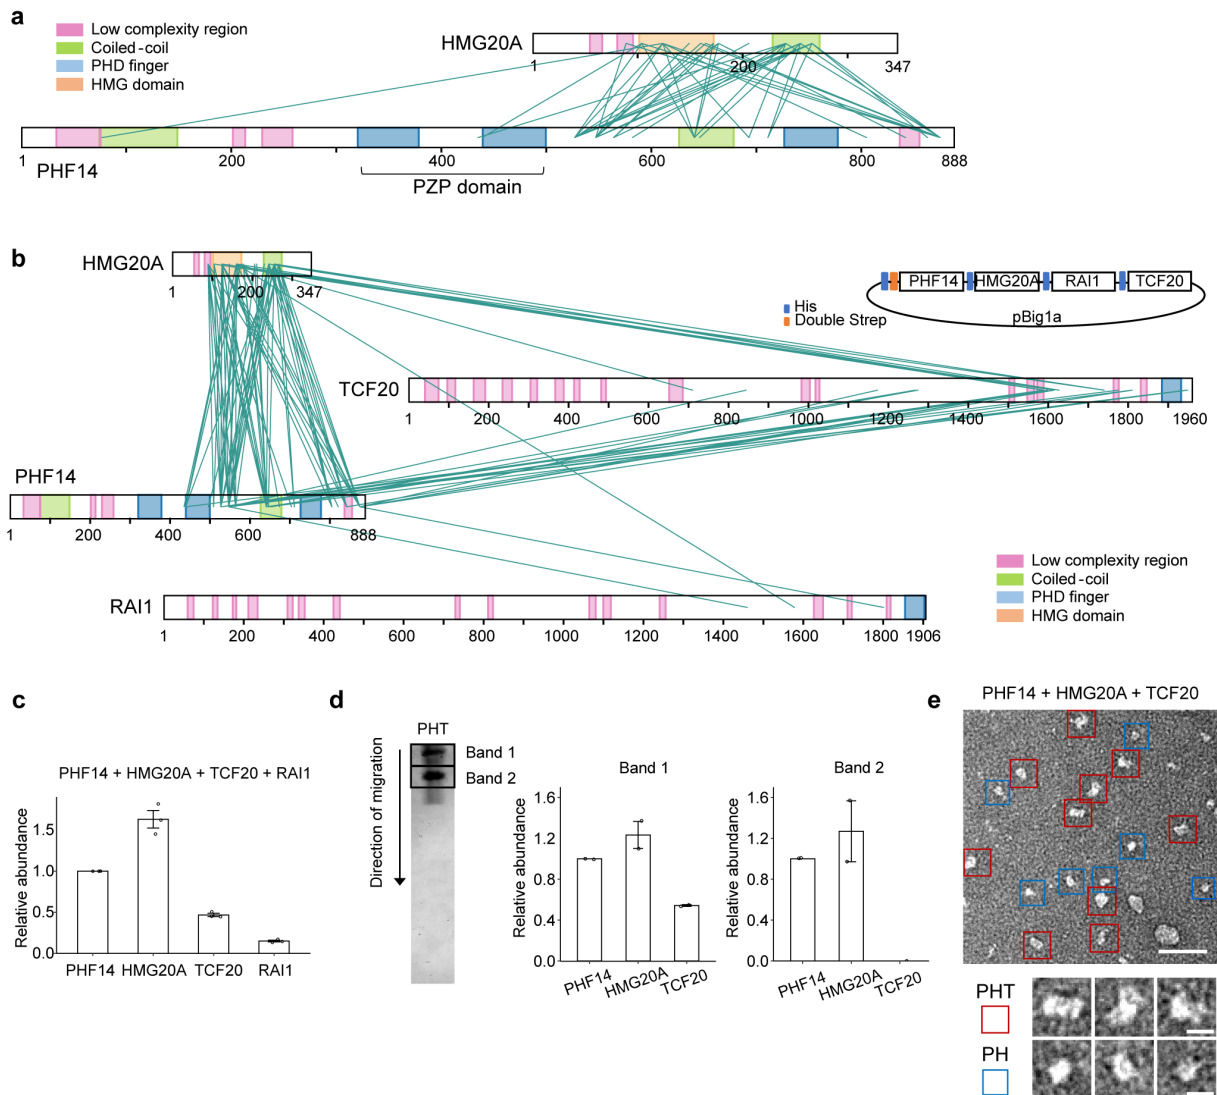 a
Low complexity region
Coiled-coil
PHD finger
HMG domain
HMG20A
1 200 347
1 200 400 600 800 888
PHF14
PZP domain
b
HMG20A
1 200 347
PHF14 HMG20A RAI1 TCF20
His
Double Strep
pBig1a
TCF20
1 200 400 600 800 1000 1200 1400 1600 1800 1960
PHF14
1 200 400 600 888
Low complexity region
Coiled-coil
PHD finger
HMG domain
RAI1
1 200 400 600 800 1000 1200 1400 1600 1800 1906
c
PHF14 + HMG20A + TCF20 + RAI1
Relative abundance
1.5
1.0
0.5
0.0
PHF14 HMG20A TCF20 RAI1
d
PHT
Direction of migration
Band 1
Band 2
Band 1
Relative abundance
1.6
1.2
0.8
0.4
0.0
PHF14 HMG20A TCF20
Band 2
Relative abundance
1.6
1.2
0.8
0.4
0.0
PHF14 HMG20A TCF20
e
PHF14 + HMG20A + TCF20
PHT
PH